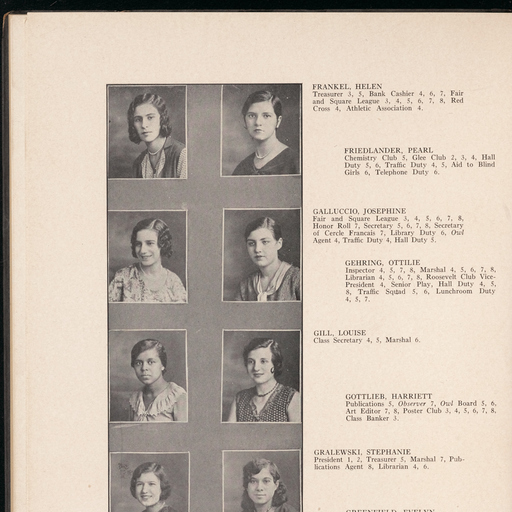 FRANKEL, HELEN
Treasurer 3, 5, Bank Cashier 4, 6, 7, Fair
and Square League 3, 4, 5, 6, 7, 8, Red
Cross 4, Athletic Association 4.
FRIEDLANDER, PEARL
Chemistry Club 5, Glee Club 2, 3, 4, Hall
Duty 5, 6, Traffic Duty 4, 5, Aid to Blind
Girls 6, Telephone Duty 6.
GALLUCCIO, JOSEPHINE
Fair and Square League 3, 4, 5, 6, 7, 8,
Honor Roll 7, Secretary 5, 6, 7, 8, Secretary
of Cercle Francais 7, Library Duty 6, Owl
Agent 4, Traffic Duty 4, Hall Duty 5.
GEHRING, OTTILIE
Inspector 4, 5, 7, 8, Marshal 4, 5, 6, 7, 8,
Librarian 4, 5, 6, 7, 8, Roosevelt Club Vice-
President 4, Senior Play, Hall Duty 4, 5,
8, Traffic Squad 5, 6, Lunchroom Duty
4, 5, 7.
GILL, LOUISE
Class Secretary 4, 5, Marshal 6.
GOTTLIEB, HARRIETT
Publications 5, Observer 7, Owl Board 5, 6,
Art Editor 7, 8, Poster Club 3, 4, 5, 6, 7, 8,
Class Banker 3.
GRALEWSKI, STEPHANIE
President 1, 2, Treasurer 5, Marshal 7, Pub-
lications Agent 8, Librarian 4, 6.
GREENFIELD, EVELYN